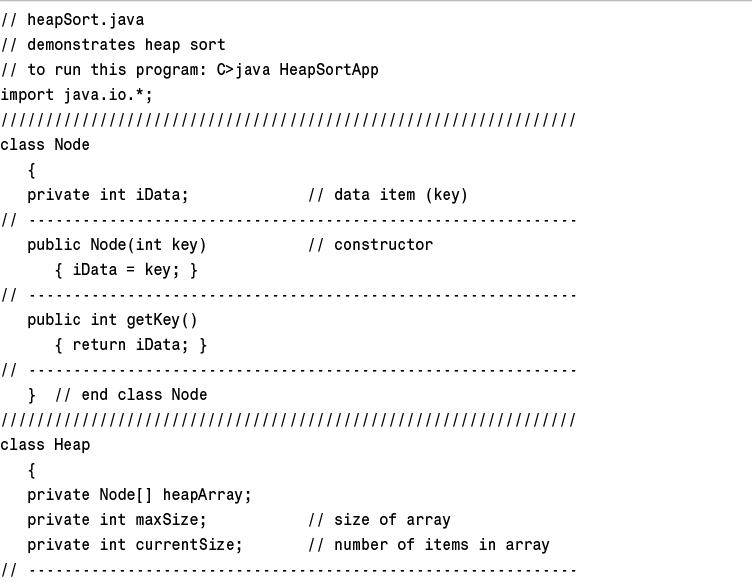 // heapSort.java
// demonstrates heap sort
// to run this program: C>java HeapSortApp
import java.io.*;
////////////////////////////////////////////////////////////////
class Node
   {
   private int iData;             // data item (key)
// -------------------------------------------------------------
   public Node(int key)           // constructor
      { iData = key; }
// -------------------------------------------------------------
   public int getKey()
      { return iData; }
// -------------------------------------------------------------
   }  // end class Node
////////////////////////////////////////////////////////////////
class Heap
   {
   private Node[] heapArray;
   private int maxSize;           // size of array
   private int currentSize;       // number of items in array
// -------------------------------------------------------------